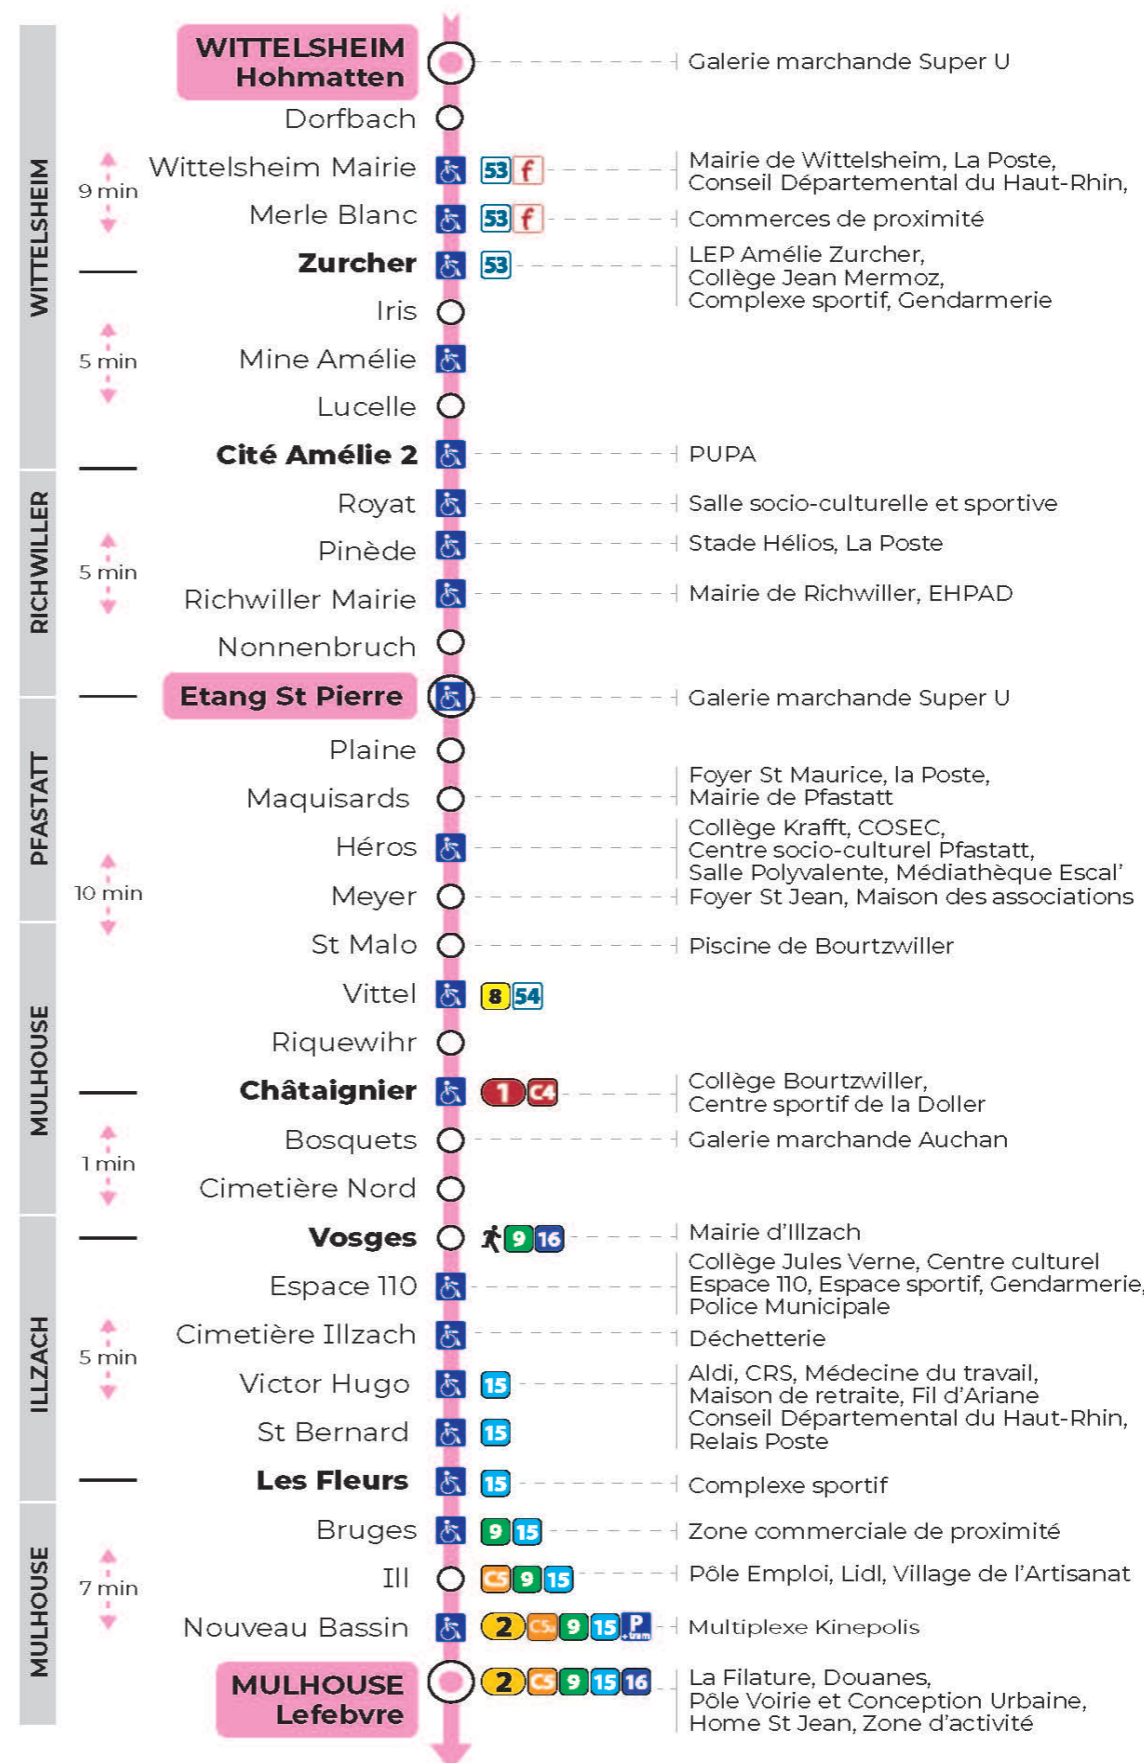 WITTELSHEIM
Hohmatten
Galerie marchande Super U
Dorfbach
WITTELSHEIM
9 min
Wittelsheim Mairie
53 f
Mairie de Wittelsheim, La Poste,
Conseil Départemental du Haut-Rhin,
Merle Blanc
53 f
Commerces de proximité
Zurcher
53
LEP Amélie Zurcher,
Collège Jean Mermoz,
Complexe sportif, Gendarmerie
Iris
5 min
Mine Amélie
Lucelle
Cité Amélie 2
PUPA
RICHWILLER
Royat
Salle socio-culturelle et sportive
5 min
Pinède
Stade Hélios, La Poste
Richwiller Mairie
Mairie de Richwiller, EHPAD
Nonnenbruch
Etang St Pierre
Galerie marchande Super U
PFASTATT
Plaine
Maquisards
Foyer St Maurice, la Poste,
Mairie de Pfastatt
Héros
Collège Krafft, COSEC,
Centre socio-culturel Pfastatt,
Salle Polyvalente, Médiathèque Escal'
10 min
Meyer
Foyer St Jean, Maison des associations
MULHOUSE
St Malo
Piscine de Bourtzwiller
Vittel
8 54
Riquewihr
Châtaignier
1 C4
Collège Bourtzwiller,
Centre sportif de la Doller
1 min
Bosquets
Galerie marchande Auchan
Cimetière Nord
ILLZACH
Vosges
9 16
Mairie d'Illzach
Espace 110
Collège Jules Verne, Centre culturel
Espace 110, Espace sportif, Gendarmerie,
Police Municipale
5 min
Cimetière Illzach
Déchetterie
Victor Hugo
15
Aldi, CRS, Médecine du travail,
Maison de retraite, Fil d'Ariane
St Bernard
15
Conseil Départemental du Haut-Rhin,
Relais Poste
Les Fleurs
15
Complexe sportif
MULHOUSE
Bruges
9 15
Zone commerciale de proximité
7 min
Ill
C5 9 15
Pôle Emploi, Lidl, Village de l'Artisanat
Nouveau Bassin
2 C5 9 15 P
+tram
Multiplexe Kinepolis
MULHOUSE
Lefebvre
2 C5 9 15 16
La Filature, Douanes,
Pôle Voirie et Conception Urbaine,
Home St Jean, Zone d'activité